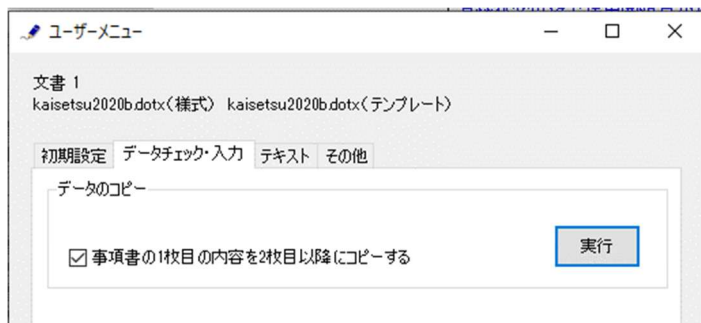 ユーザーメニュー
文書 1
kaisetsu2020b.dotx(様式) kaisetsu2020b.dotx(テンプレート)
初期設定 データチェック・入力 テキスト その他
データのコピー
事項書の1枚目の内容を2枚目以降にコピーする
実行